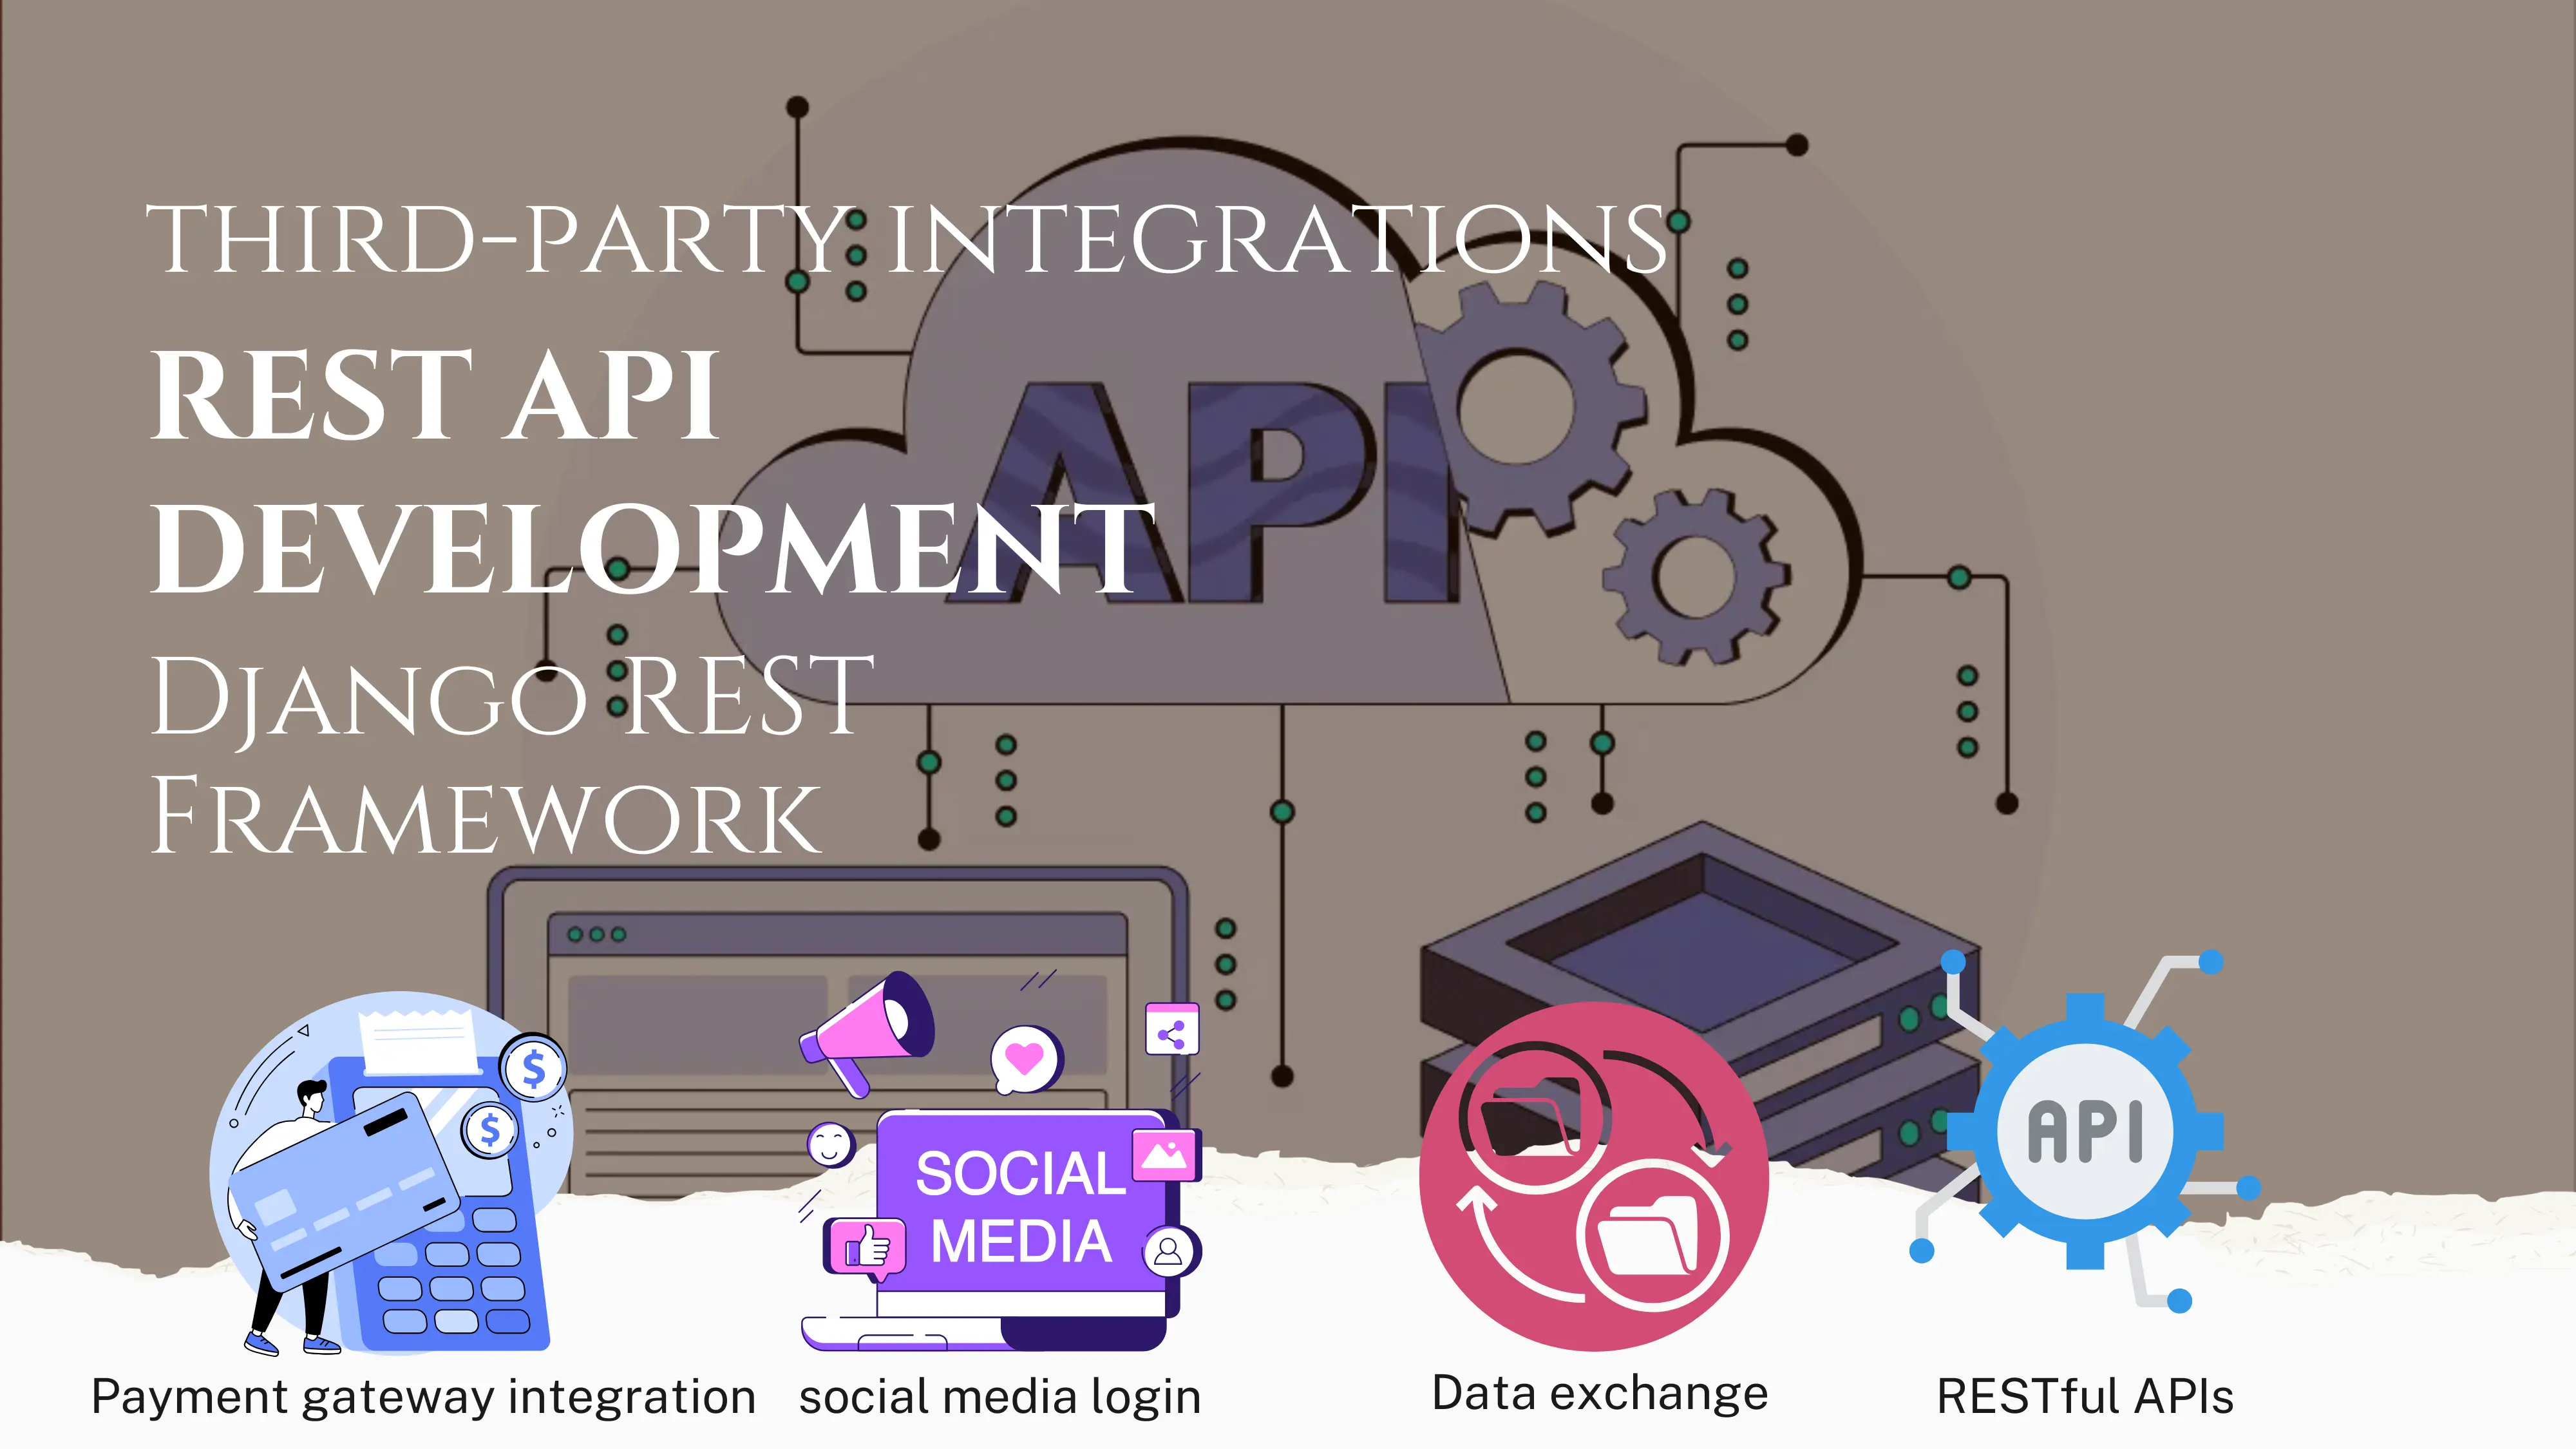 THIRD-PARTY INTEGRATIONS
REST API
DEVELOPMENT
DJANGO REST
FRAMEWORK
API
$
$
SOCIAL
MEDIA
API
Payment gateway integration
social media login
Data exchange
RESTful APIs